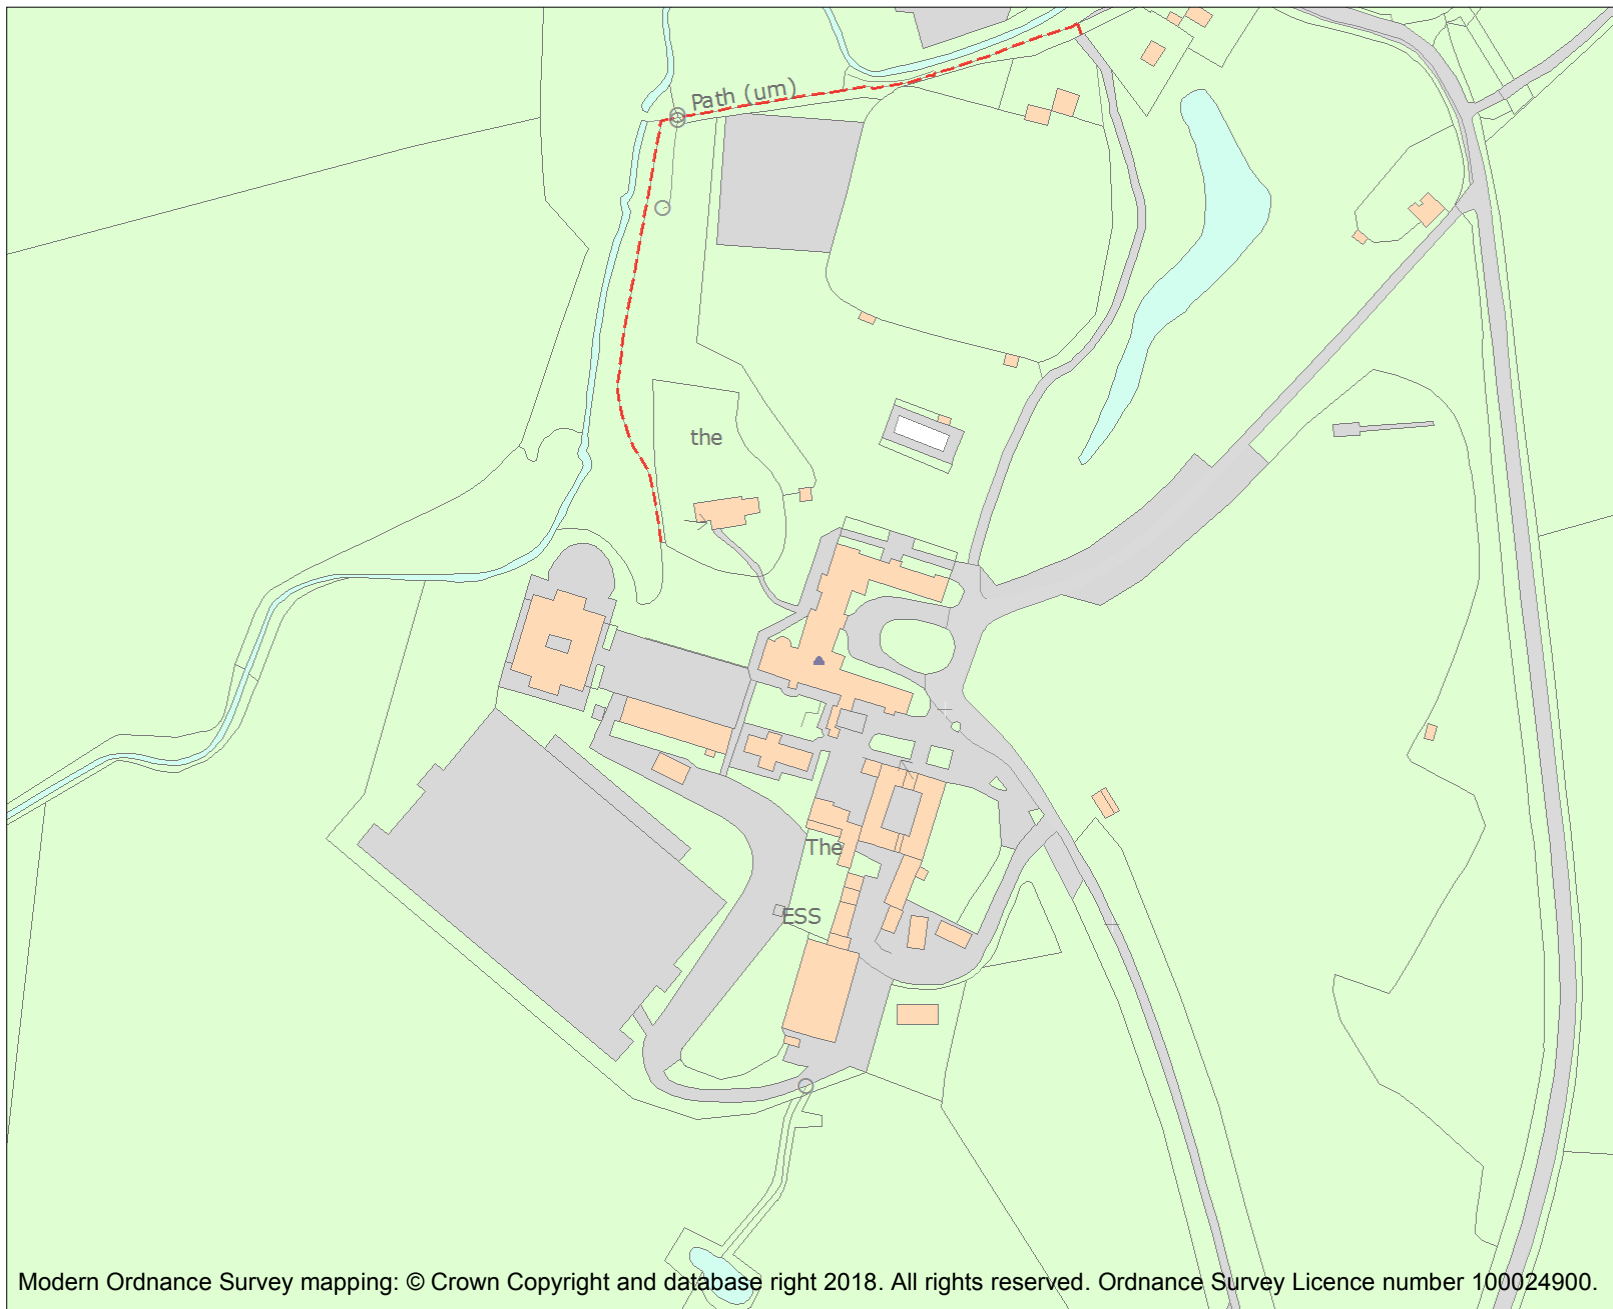 Path (um)
the
The
ESS
Modern Ordnance Survey mapping: © Crown Copyright and database right 2018. All rights reserved. Ordnance Survey Licence number 100024900.